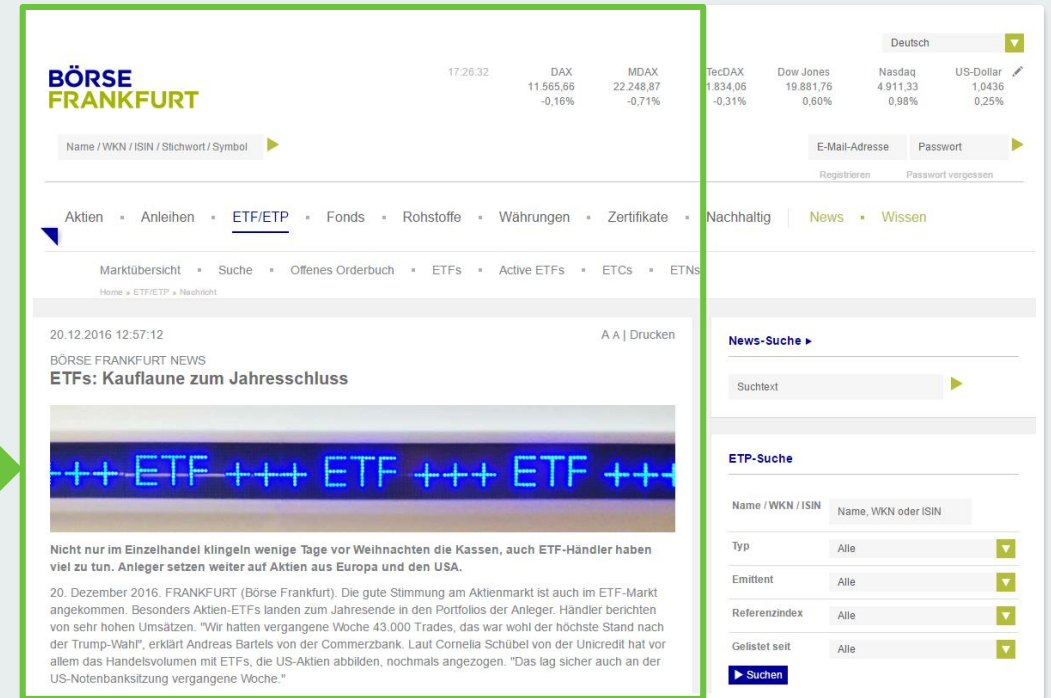 Deutsch
BÖRSE
FRANKFURT
17:26:32
DAX MDAX TecDAX Dow Jones Nasdaq US-Dollar
11.565,66 22.248,87 1.834,06 19.881,76 4.911,33 1,0436
-0,16% -0,71% -0,31% 0,60% 0,98% 0,25%
Name / WKN / ISIN / Stichwort / Symbol
E-Mail-Adresse Passwort
Registrieren Passwort vergessen
Aktien Anleihen ETF/ETP Fonds Rohstoffe Währungen Zertifikate Nachhaltig News Wissen
Marktübersicht Suche Offenes Orderbuch ETFs Active ETFs ETCs ETNs
Home » ETF/ETP » Nachricht
20.12.2016 12:57:12 A A | Drucken
BÖRSE FRANKFURT NEWS
ETFs: Kauflaune zum Jahresschluss
+++ ETF +++ ETF +++ ETF +++
Nicht nur im Einzelhandel klingeln wenige Tage vor Weihnachten die Kassen, auch ETF-Händler haben
viel zu tun. Anleger setzen weiter auf Aktien aus Europa und den USA.
20. Dezember 2016. FRANKFURT (Börse Frankfurt). Die gute Stimmung am Aktienmarkt ist auch im ETF-Markt
angekommen. Besonders Aktien-ETFs landen zum Jahresende in den Portfolios der Anleger. Händler berichten
von sehr hohen Umsätzen. "Wir hatten vergangene Woche 43.000 Trades, das war wohl der höchste Stand nach
der Trump-Wahl", erklärt Andreas Bartels von der Commerzbank. Laut Cornelia Schübel von der Unicredit hat vor
allem das Handelsvolumen mit ETFs, die US-Aktien abbilden, nochmals angezogen. "Das lag sicher auch an der
US-Notenbanksitzung vergangene Woche."
News-Suche
Suchtext
ETP-Suche
Name / WKN / ISIN Name, WKN oder ISIN
Typ Alle
Emittent Alle
Referenzindex Alle
Gelistet seit Alle
Suchen